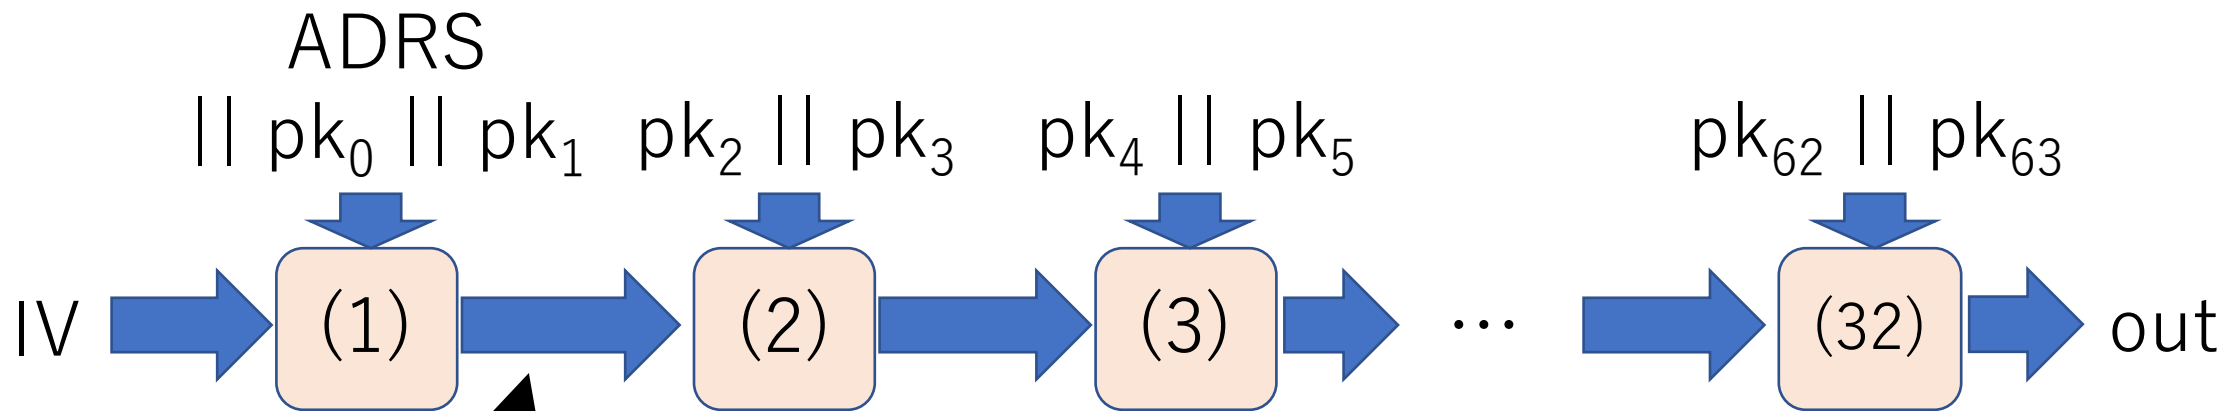 ADRS
|| pk₀ || pk₁ pk₂ || pk₃ pk₄ || pk₅ pk₆₂ || pk₆₃
IV (1) (2) (3) … (32) out